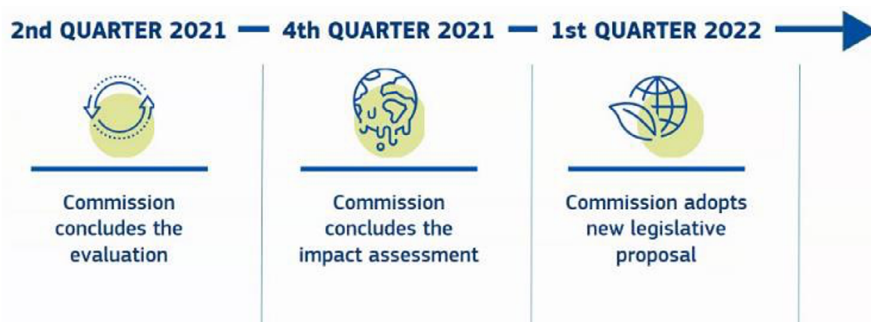 2nd QUARTER 2021 4th QUARTER 2021 1st QUARTER 2022
Commission
concludes the
evaluation
Commission
concludes the
impact assessment
Commission adopts
new legislative
proposal